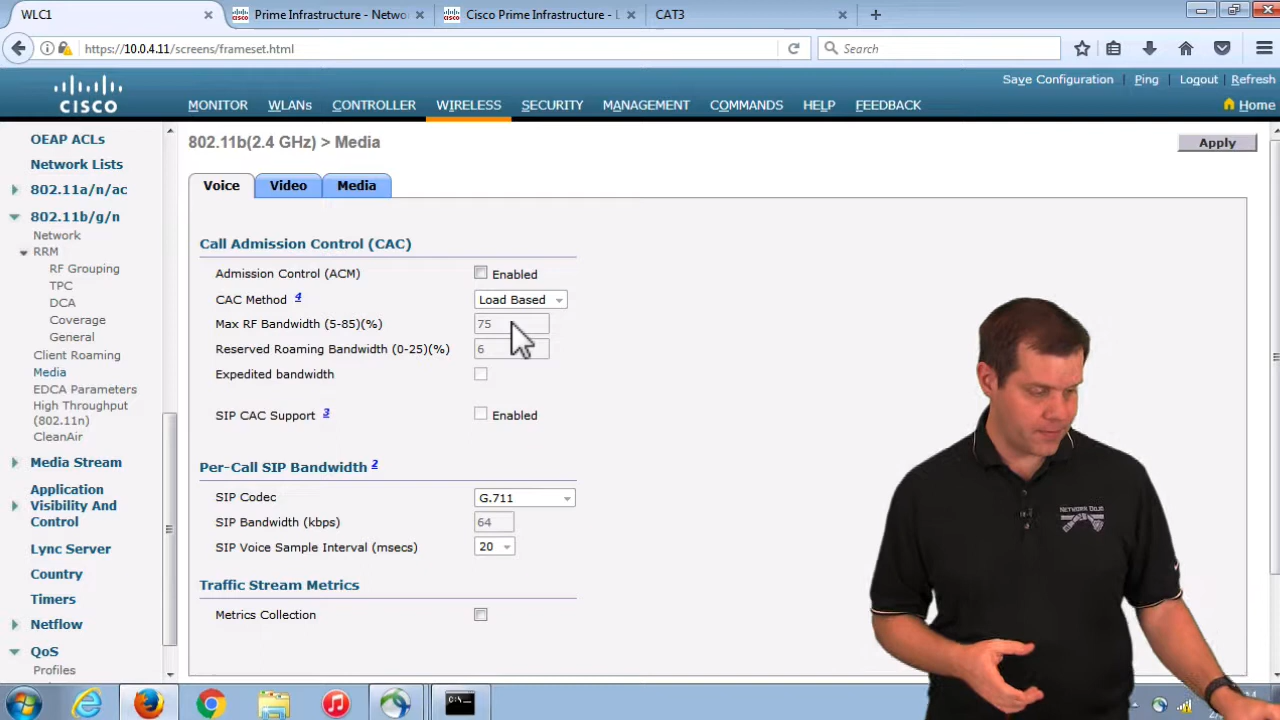 WLC1
Prime Infrastructure - Netwo
Cisco Prime Infrastructure - L
CAT3
https://10.0.4.11/screens/frameset.html
Search
Save Configuration
Ping
Logout
Refresh
CISCO
MONITOR
WLANs
CONTROLLER
WIRELESS
SECURITY
MANAGEMENT
COMMANDS
HELP
FEEDBACK
Home
OEAP ACLs
Network Lists
802.11a/n/ac
802.11b/g/n
Network
RRM
RF Grouping
TPC
DCA
Coverage
General
Client Roaming
Media
EDCA Parameters
High Throughput
(802.11n)
CleanAir
Media Stream
Application
Visibility And
Control
Lync Server
Country
Timers
Netflow
QoS
Profiles
802.11b(2.4 GHz) > Media
Apply
Voice
Video
Media
Call Admission Control (CAC)
Admission Control (ACM)
Enabled
CAC Method 4
Load Based
Max RF Bandwidth (5-85)(%)
75
Reserved Roaming Bandwidth (0-25)(%)
6
Expedited bandwidth
SIP CAC Support 3
Enabled
Per-Call SIP Bandwidth 2
SIP Codec
G.711
SIP Bandwidth (kbps)
64
SIP Voice Sample Interval (msecs)
20
Traffic Stream Metrics
Metrics Collection
NETWORK DOJO
C:\.